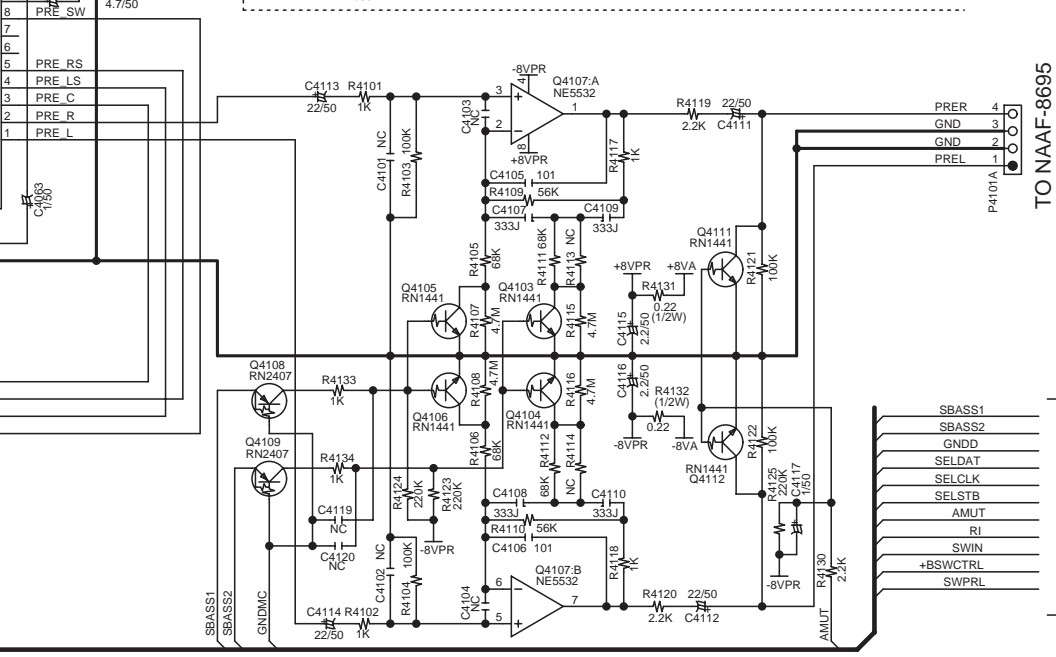 4.7/50
8 PRE_SW
7
6
5 PRE_RS
4 PRE_LS
3 PRE_C
2 PRE_R
1 PRE_L
C4063
1/50
C4113
22/50
R4101
1K
C4101 NC
R4103 100K
C4103
NC
-8VPR
4
3
2
1
8
+8VPR
Q4107:A
NE5532
R4117
1K
R4119
2.2K
22/50
C4111
PRER 4
GND 3
GND 2
PREL 1
P4101A
TO NAAF-8695
C4105 101
R4109 56K
C4107
333J
C4109
333J
R4105
68K
R4111 68K
R4113 NC
Q4105
RN1441
R4107
4.7M
Q4103
RN1441
R4115
4.7M
+8VPR
+8VA
R4131
0.22
(1/2W)
C4115
2.2/50
Q4111
RN1441
R4121
100K
Q4108
RN2407
R4133
1K
Q4106
RN1441
R4108
4.7M
Q4104
RN1441
R4116
4.7M
C4116
2.2/50
R4132
(1/2W)
0.22
-8VPR
-8VA
RN1441
Q4112
R4122
100K
Q4109
RN2407
R4134
1K
R4106
68K
R4112
68K
R4114
NC
R4124
220K
R4123
220K
-8VPR
C4119
NC
C4120
NC
C4108
333J
C4110
333J
R4110 56K
C4106 101
R4118
1K
R4125
220K
C4117
1/50
-8VPR
R4130
2.2K
AMUT
C4102 NC
R4104 100K
C4104
NC
6
5
7
Q4107:B
NE5532
R4120
2.2K
22/50
C4112
C4114
22/50
R4102
1K
SBASS1
SBASS2
GNDMC
SBASS1
SBASS2
GNDD
SELDAT
SELCLK
SELSTB
AMUT
RI
SWIN
+BSWCTRL
SWPRL